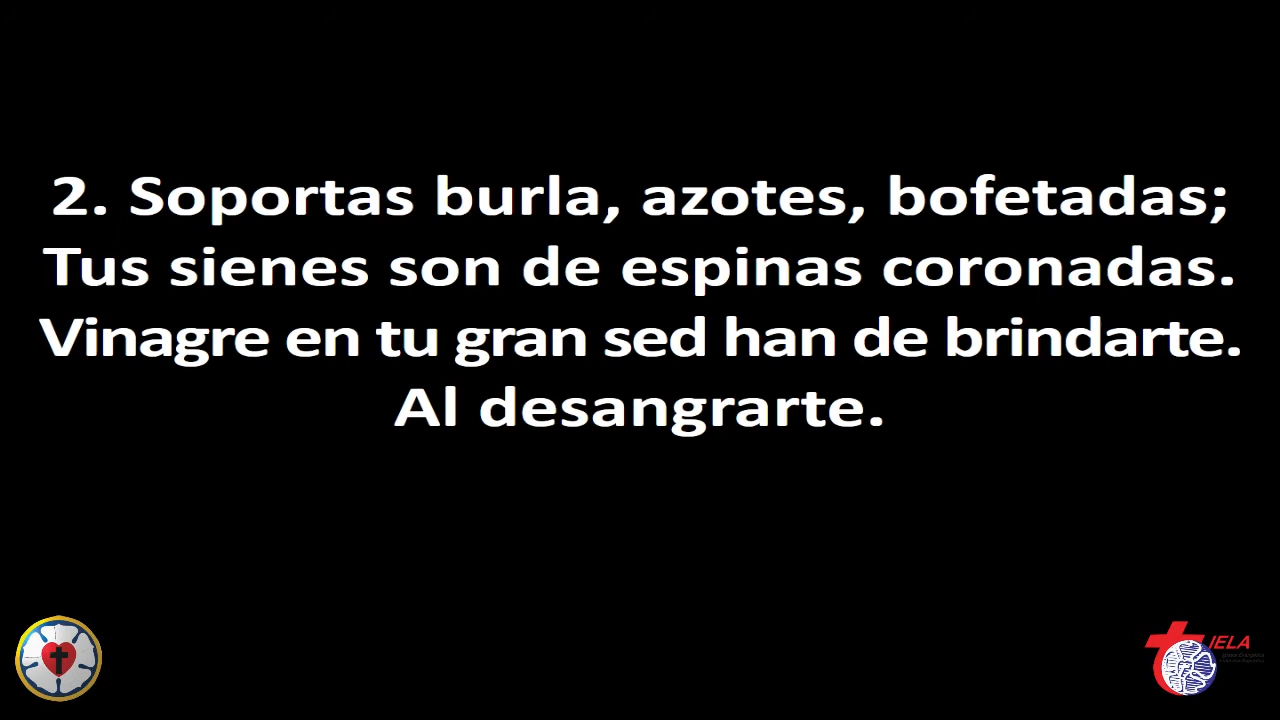 2. Soportas burla, azotes, bofetadas;
Tus sienes son de espinas coronadas.
Vinagre en tu gran sed han de brindarte.
Al desangrarte.
IELA